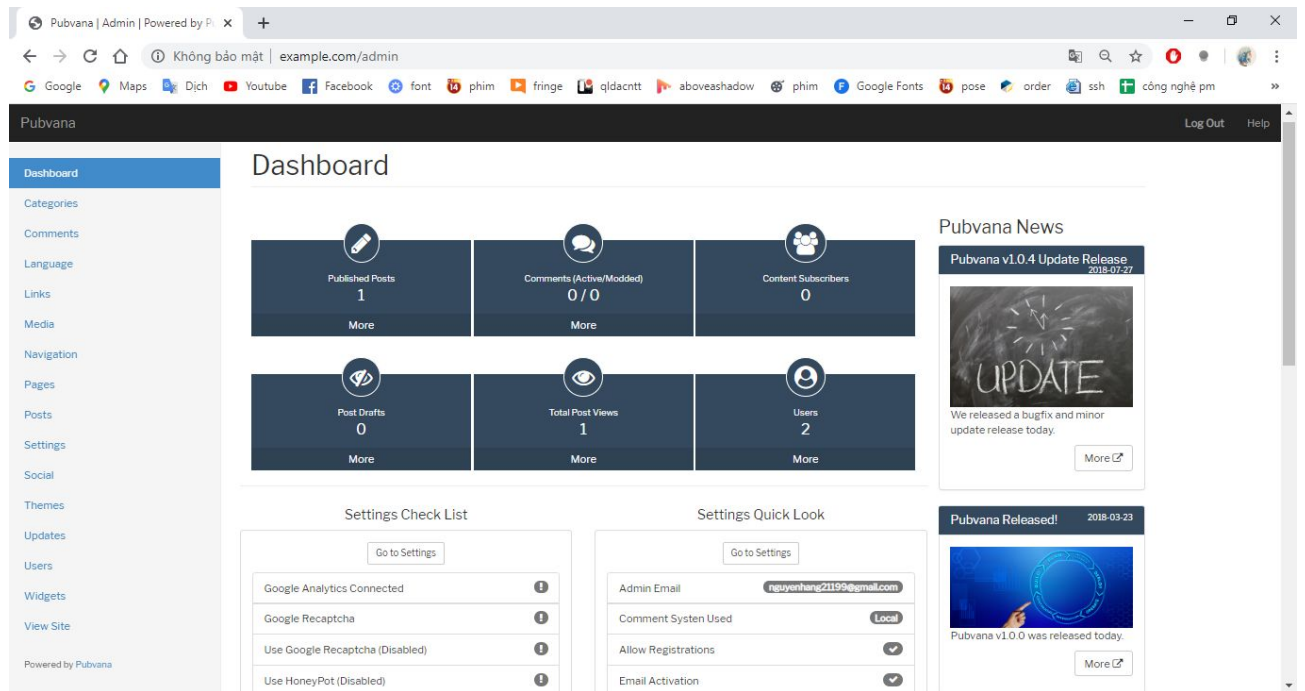 Pubvana | Admin | Powered by P
Không bảo mật | example.com/admin
Google Maps Dịch Youtube Facebook font phim fringe qldacntt aboveashadow phim Google Fonts pose order ssh công nghệ pm »
Pubvana Log Out Help
Dashboard
Categories
Comments
Language
Links
Media
Navigation
Pages
Posts
Settings
Social
Themes
Updates
Users
Widgets
View Site
Powered by Pubvana
Dashboard
Published Posts
1
More
Comments (Active/Modded)
0 / 0
More
Content Subscribers
0
Post Drafts
0
More
Total Post Views
1
More
Users
2
More
Settings Check List
Go to Settings
Google Analytics Connected
Google Recaptcha
Use Google Recaptcha (Disabled)
Use HoneyPot (Disabled)
Settings Quick Look
Go to Settings
Admin Email nguyenhang21199@gmail.com
Comment Systen Used Local
Allow Registrations
Email Activation
Pubvana News
Pubvana v1.0.4 Update Release
2018-07-27
UPDATE
We released a bugfix and minor
update release today.
More
Pubvana Released! 2018-03-23
Pubvana v1.0.0 was released today.
More